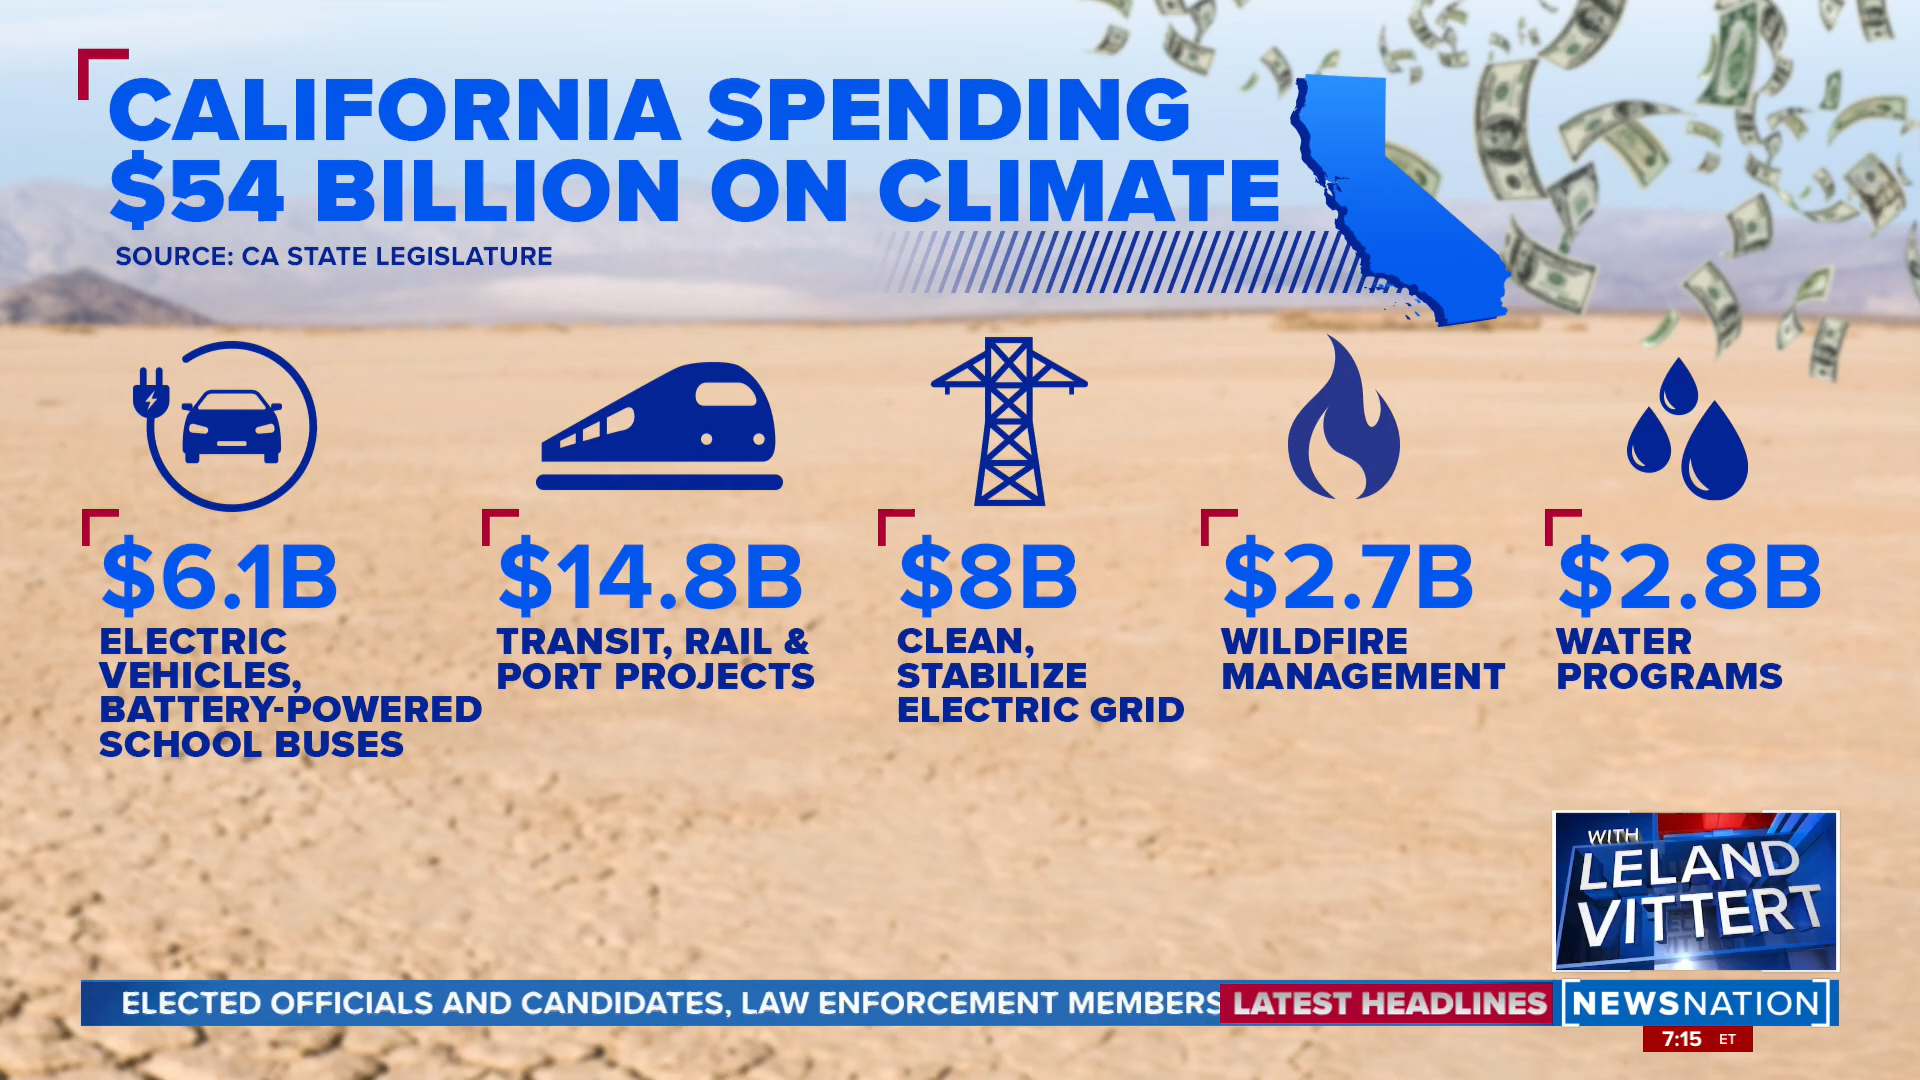 CALIFORNIA SPENDING
$54 BILLION ON CLIMATE
SOURCE: CA STATE LEGISLATURE
$6.1B
ELECTRIC
VEHICLES,
BATTERY-POWERED
SCHOOL BUSES
$14.8B
TRANSIT, RAIL &
PORT PROJECTS
$8B
CLEAN,
STABILIZE
ELECTRIC GRID
$2.7B
WILDFIRE
MANAGEMENT
$2.8B
WATER
PROGRAMS
WITH
LELAND
VITTERT
ELECTED OFFICIALS AND CANDIDATES, LAW ENFORCEMENT MEMBERS
LATEST HEADLINES
NEWSNATION
7:15 ET